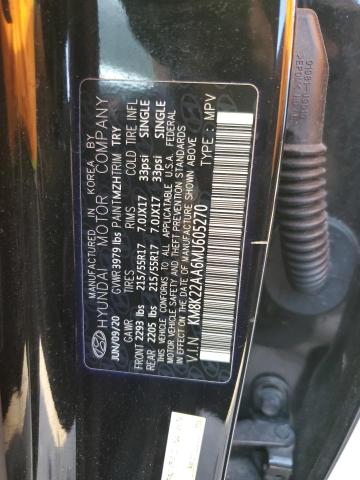 MANUFACTURED IN KOREA BY
HYUNDAI MOTOR COMPANY
JUN/09/20 GVWR 3979 lbs PAINT MZH TRIM TRY
GAWR TIRES RIMS COLD TIRE INFL
FRONT 2293 lbs 215/55R17 7.0JX17 33psi SINGLE
REAR 2205 lbs 215/55R17 7.0JX17 33psi SINGLE
THIS VEHICLE CONFORMS TO ALL APPLICABLE U.S.A. FEDERAL
MOTOR VEHICLE SAFETY, BUMPER, AND THEFT PREVENTION STANDARDS
IN EFFECT ON THE DATE OF MANUFACTURE SHOWN ABOVE
V.I.N : KM8K22AA6MU605270 TYPE : MPV